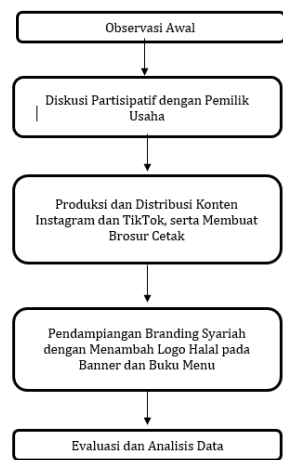 Observasi Awal
Diskusi Partisipatif dengan Pemilik
Usaha
Produksi dan Distribusi Konten
Instagram dan TikTok, serta Membuat
Brosur Cetak
Pendampiangan Branding Syariah
dengan Menambah Logo Halal pada
Banner dan Buku Menu
Evaluasi dan Analisis Data